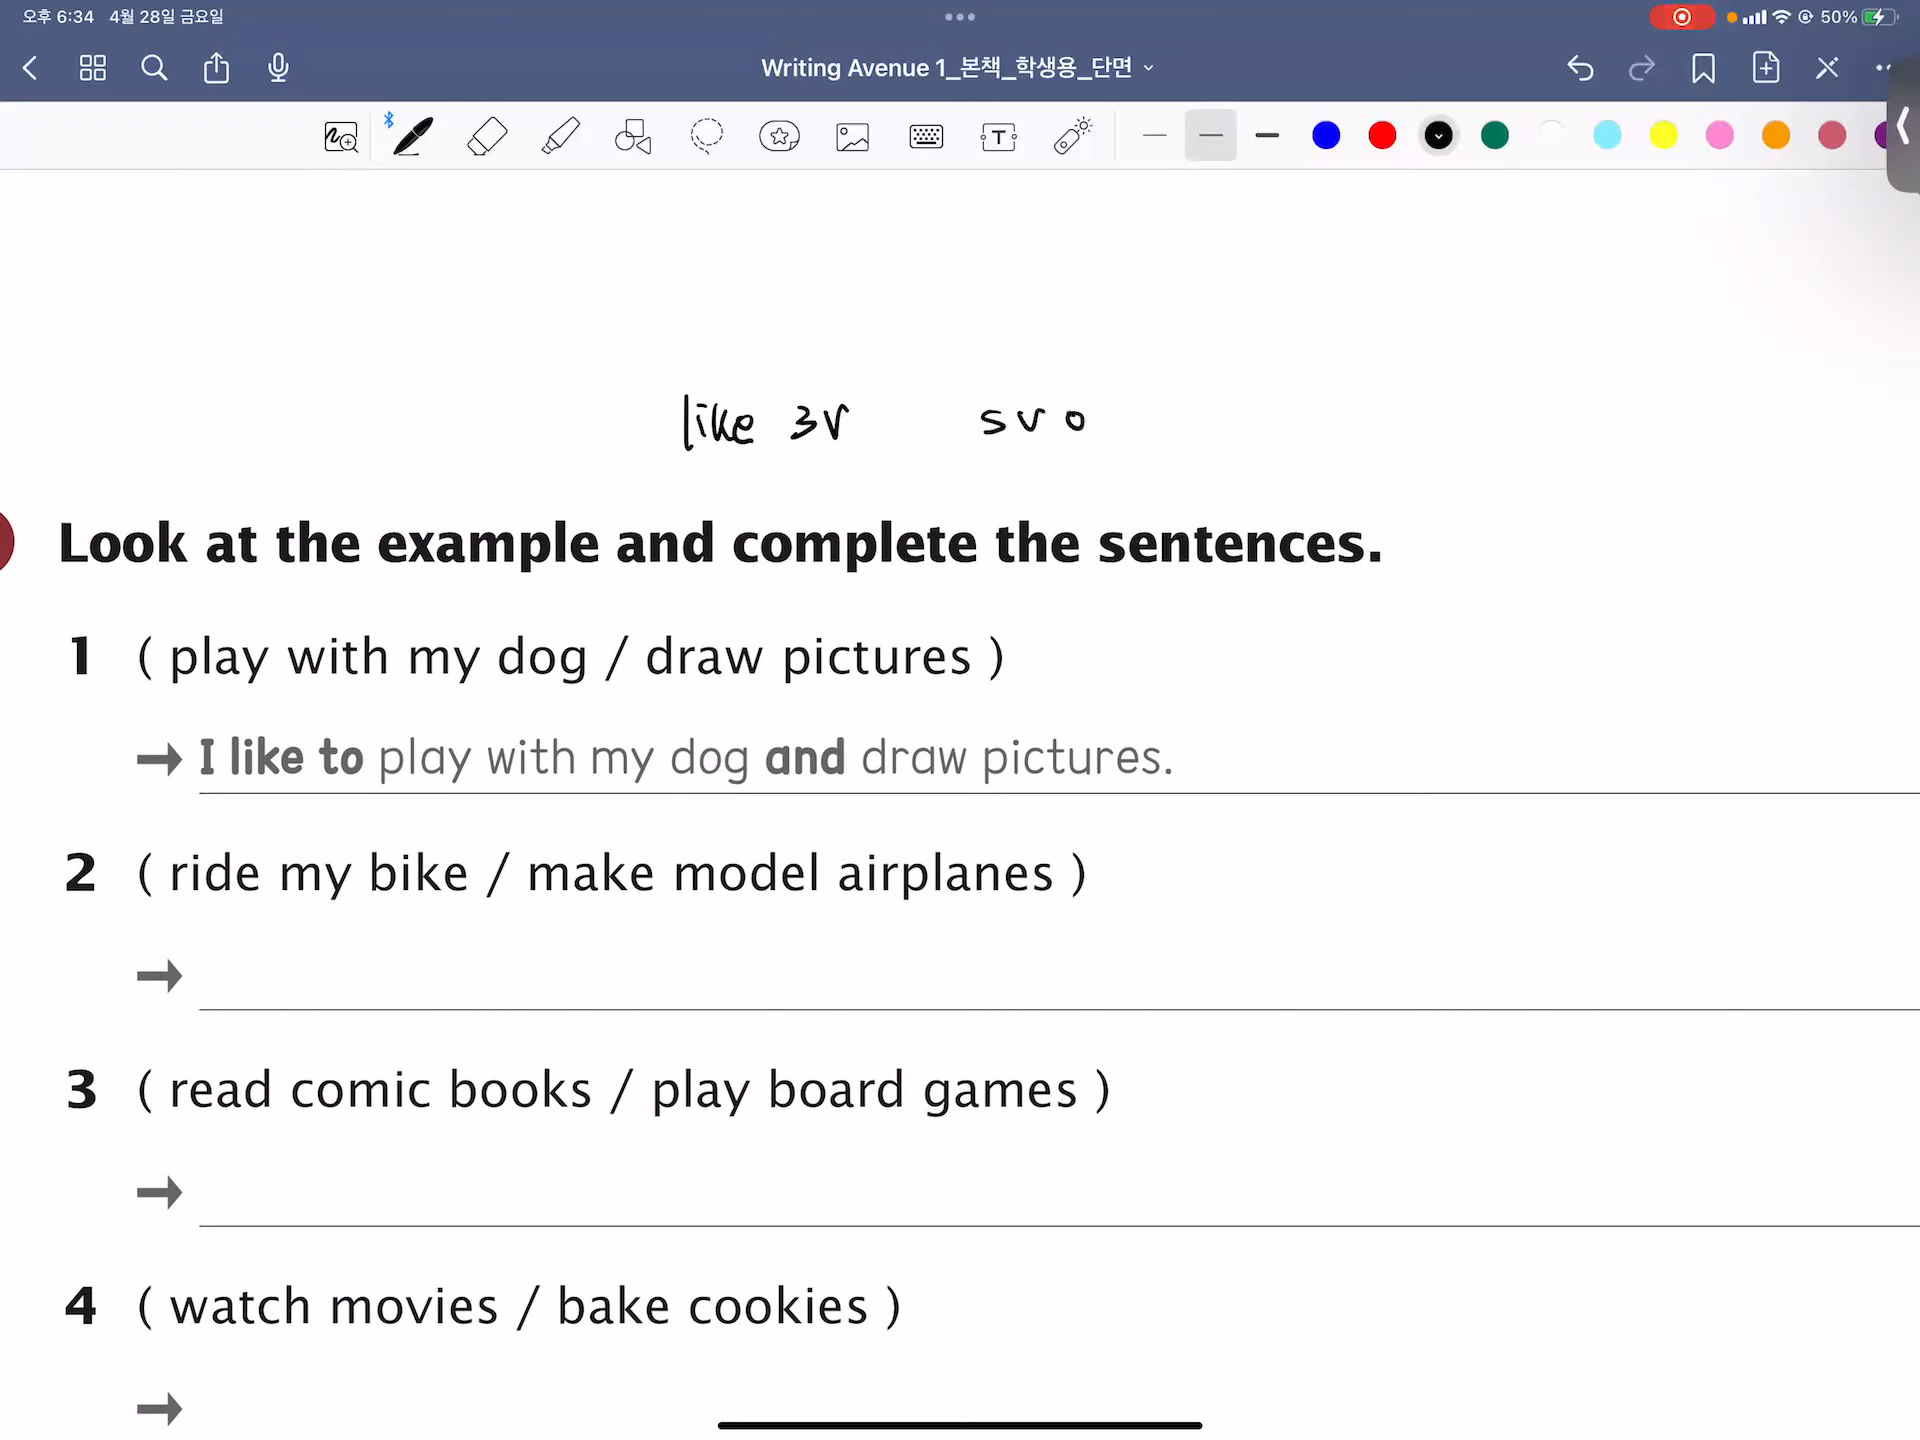 오후 6:34 4월 28일 금요일 50%
Writing Avenue 1_본책_학생용_단면
T
like 3V SVO
Look at the example and complete the sentences.
1 ( play with my dog / draw pictures )
→ I like to play with my dog and draw pictures.
2 ( ride my bike / make model airplanes )
→
3 ( read comic books / play board games )
→
4 ( watch movies / bake cookies )
→